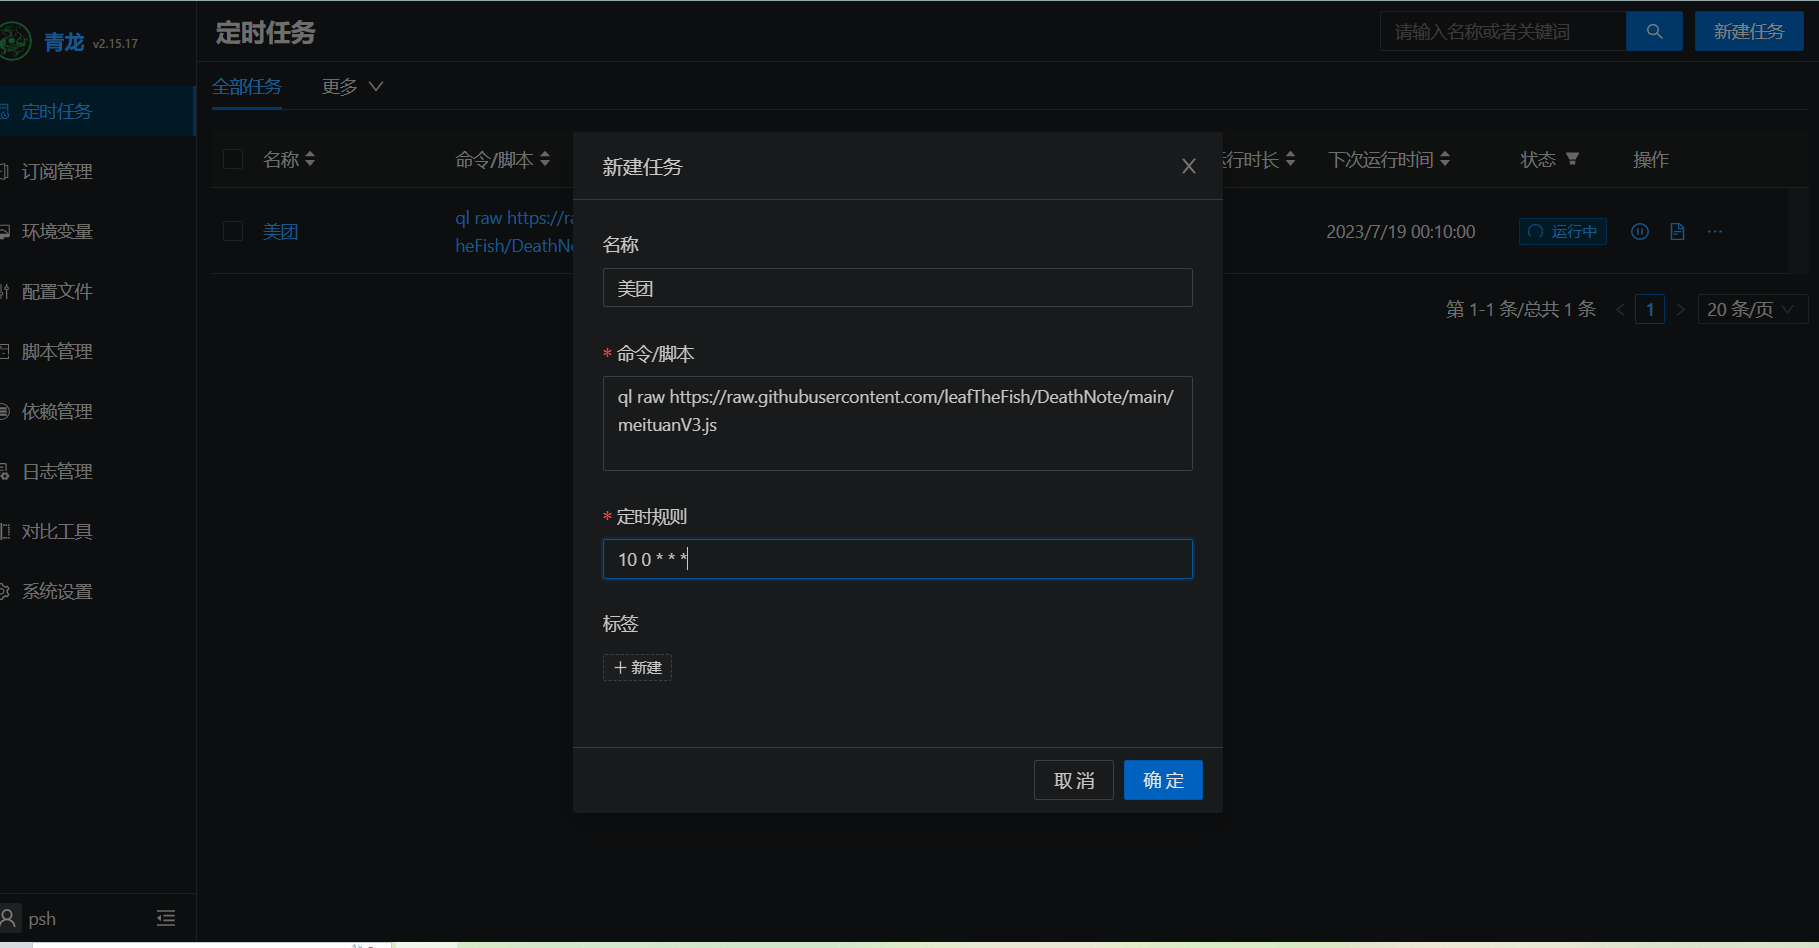 青龙 v2.15.17
定时任务
订阅管理
环境变量
配置文件
脚本管理
依赖管理
日志管理
对比工具
系统设置
psh
定时任务
请输入名称或者关键词
新建任务
全部任务 更多
名称 命令/脚本 运行时长 下次运行时间 状态 操作
美团
ql raw https://ra
heFish/DeathNo
2023/7/19 00:10:00 运行中 ...
第 1-1 条/总共 1 条 < 1 > 20 条/页
新建任务
名称
美团
* 命令/脚本
ql raw https://raw.githubusercontent.com/leafTheFish/DeathNote/main/
meituanV3.js
* 定时规则
10 0 * * *
标签
+ 新建
取 消 确 定